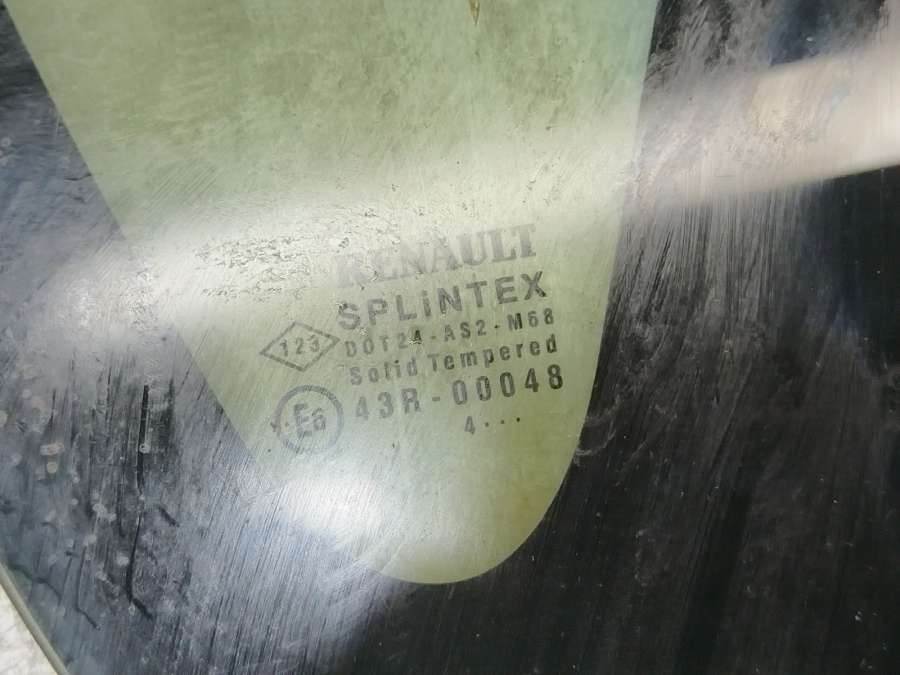 RENAULT
SPLiNTEX
123
DOT24-AS2-M68
Solid Tempered
E6
43R-00048
4...